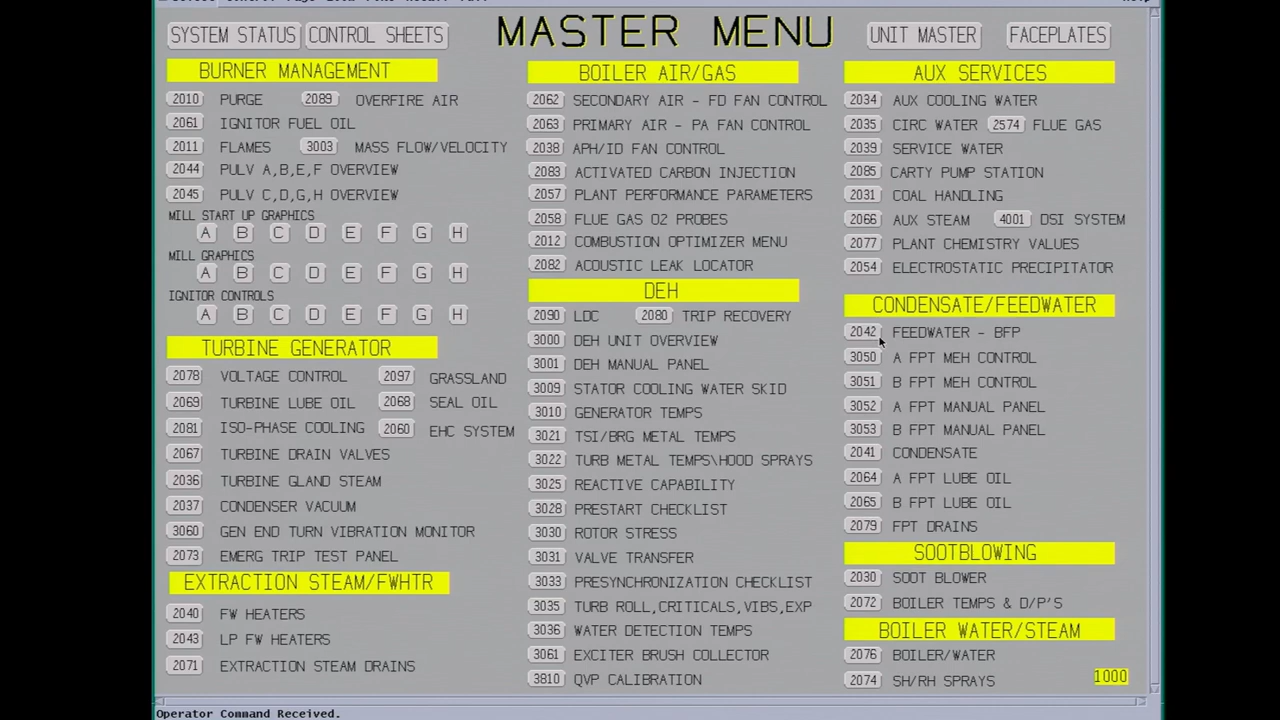 MASTER MENU
SYSTEM STATUS
CONTROL SHEETS
UNIT MASTER
FACEPLATES
BURNER MANAGEMENT
2010 PURGE 2089 OVERFIRE AIR
2061 IGNITOR FUEL OIL
2011 FLAMES 3003 MASS FLOW/VELOCITY
2044 PULV A,B,E,F OVERVIEW
2045 PULV C,D,G,H OVERVIEW
MILL START UP GRAPHICS
A B C D E F G H
MILL GRAPHICS
A B C D E F G H
IGNITOR CONTROLS
A B C D E F G H
TURBINE GENERATOR
2078 VOLTAGE CONTROL 2097 GRASSLAND
2069 TURBINE LUBE OIL 2068 SEAL OIL
2081 ISO-PHASE COOLING 2060 EHC SYSTEM
2067 TURBINE DRAIN VALVES
2036 TURBINE GLAND STEAM
2037 CONDENSER VACUUM
3060 GEN END TURN VIBRATION MONITOR
2073 EMERG TRIP TEST PANEL
EXTRACTION STEAM/FWHTR
2040 FW HEATERS
2043 LP FW HEATERS
2071 EXTRACTION STEAM DRAINS
BOILER AIR/GAS
2062 SECONDARY AIR - FD FAN CONTROL
2063 PRIMARY AIR - PA FAN CONTROL
2038 APH/ID FAN CONTROL
2083 ACTIVATED CARBON INJECTION
2057 PLANT PERFORMANCE PARAMETERS
2058 FLUE GAS O2 PROBES
2012 COMBUSTION OPTIMIZER MENU
2082 ACOUSTIC LEAK LOCATOR
DEH
2090 LDC 2080 TRIP RECOVERY
3000 DEH UNIT OVERVIEW
3001 DEH MANUAL PANEL
3009 STATOR COOLING WATER SKID
3010 GENERATOR TEMPS
3021 TSI/BRG METAL TEMPS
3022 TURB METAL TEMPS\HOOD SPRAYS
3025 REACTIVE CAPABILITY
3028 PRESTART CHECKLIST
3030 ROTOR STRESS
3031 VALVE TRANSFER
3033 PRESYNCHRONIZATION CHECKLIST
3035 TURB ROLL,CRITICALS,VIBS,EXP
3036 WATER DETECTION TEMPS
3061 EXCITER BRUSH COLLECTOR
3810 QVP CALIBRATION
AUX SERVICES
2034 AUX COOLING WATER
2035 CIRC WATER 2574 FLUE GAS
2039 SERVICE WATER
2085 CARTY PUMP STATION
2031 COAL HANDLING
2066 AUX STEAM 4001 DSI SYSTEM
2077 PLANT CHEMISTRY VALUES
2054 ELECTROSTATIC PRECIPITATOR
CONDENSATE/FEEDWATER
2042 FEEDWATER - BFP
3050 A FPT MEH CONTROL
3051 B FPT MEH CONTROL
3052 A FPT MANUAL PANEL
3053 B FPT MANUAL PANEL
2041 CONDENSATE
2064 A FPT LUBE OIL
2065 B FPT LUBE OIL
2079 FPT DRAINS
SOOTBLOWING
2030 SOOT BLOWER
2072 BOILER TEMPS & D/P'S
BOILER WATER/STEAM
2076 BOILER/WATER
2074 SH/RH SPRAYS
1000
Operator Command Received.